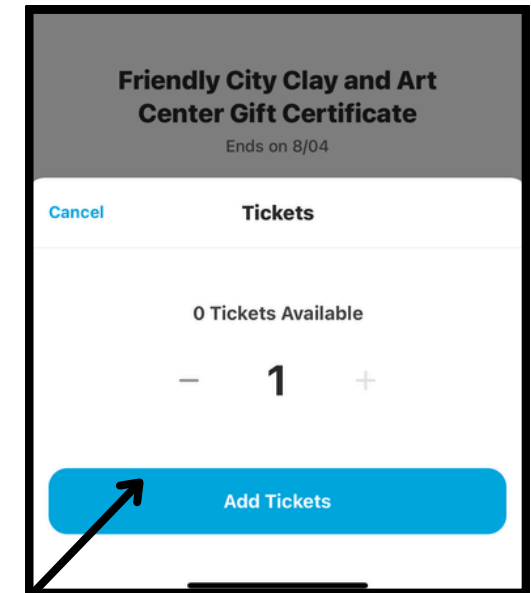 Friendly City Clay and Art
Center Gift Certificate
Ends on 8/04
Cancel
Tickets
0 Tickets Available
− 1 +
Add Tickets